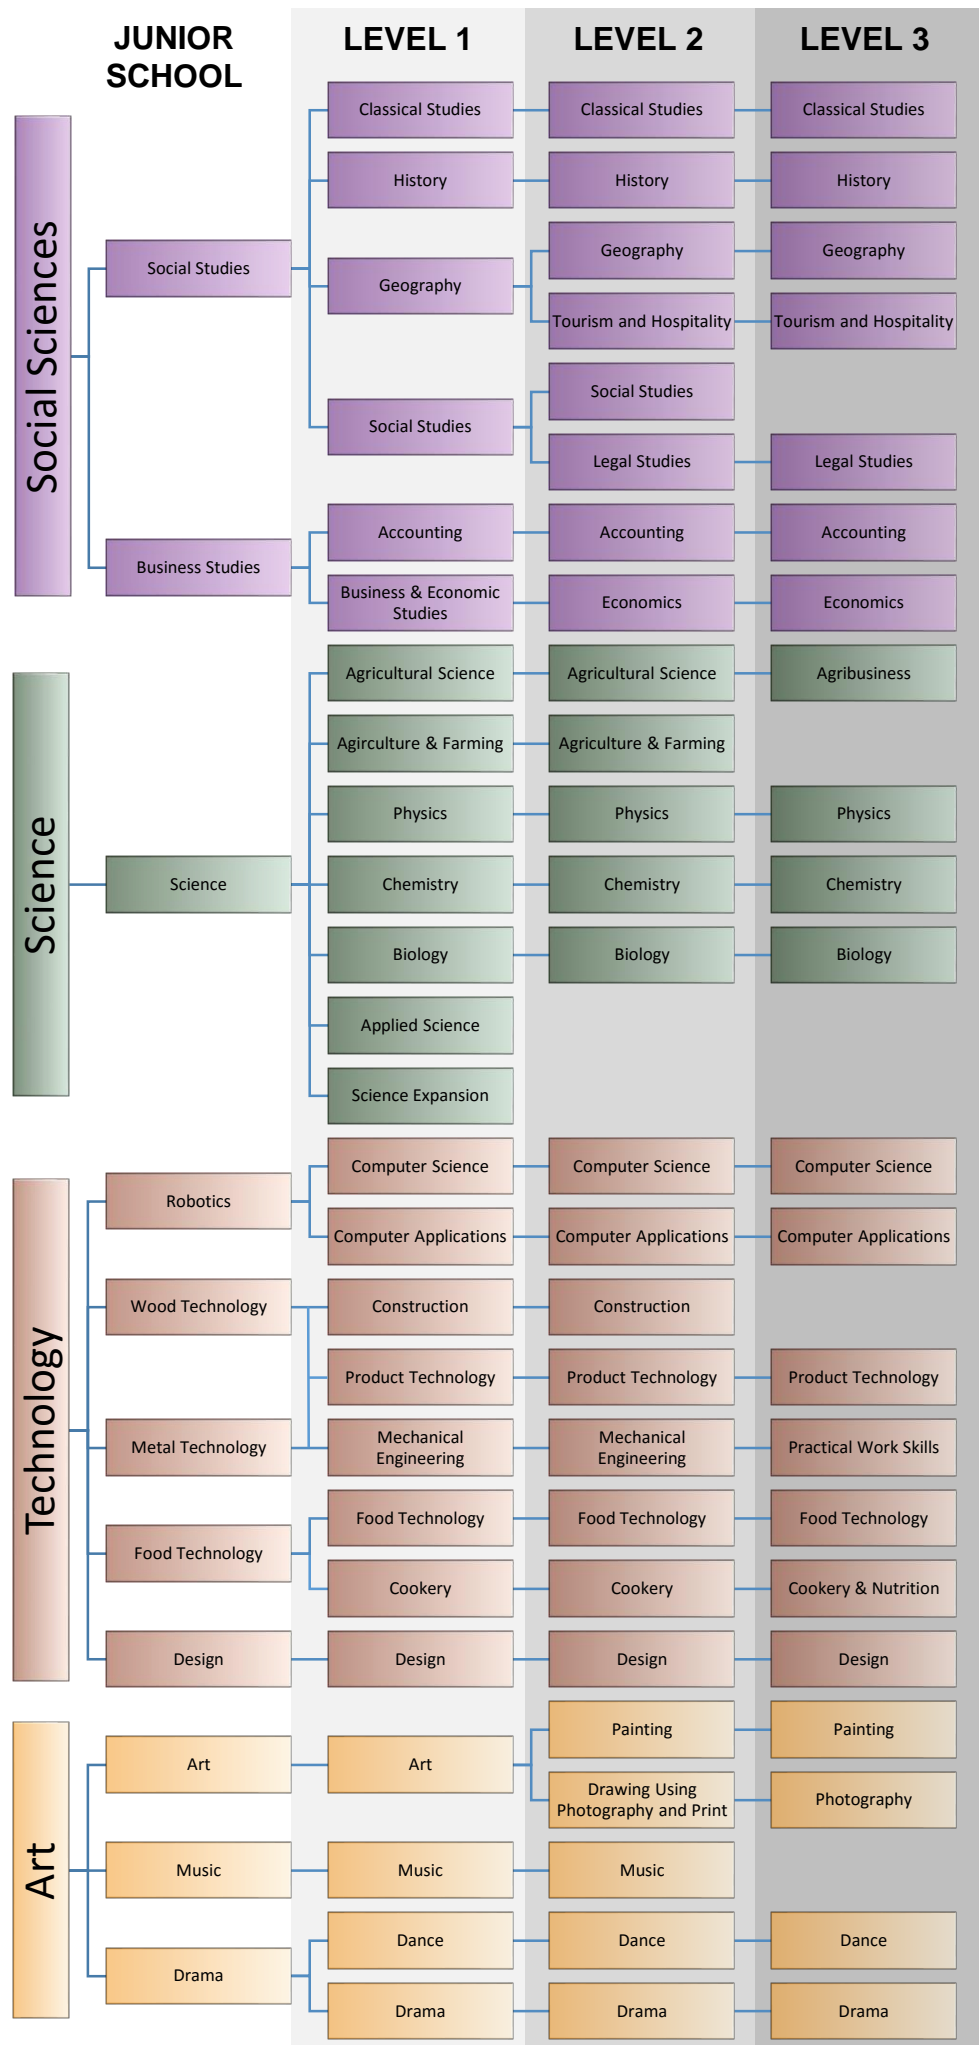 JUNIOR
SCHOOL
LEVEL 1
LEVEL 2
LEVEL 3
Social Sciences
Social Studies
Classical Studies
Classical Studies
Classical Studies
History
History
History
Geography
Geography
Geography
Tourism and Hospitality
Tourism and Hospitality
Social Studies
Social Studies
Legal Studies
Legal Studies
Business Studies
Accounting
Accounting
Accounting
Business & Economic
Studies
Economics
Economics
Science
Science
Agricultural Science
Agricultural Science
Agribusiness
Agirculture & Farming
Agriculture & Farming
Physics
Physics
Physics
Chemistry
Chemistry
Chemistry
Biology
Biology
Biology
Applied Science
Science Expansion
Technology
Robotics
Computer Science
Computer Science
Computer Science
Computer Applications
Computer Applications
Computer Applications
Wood Technology
Construction
Construction
Product Technology
Product Technology
Product Technology
Metal Technology
Mechanical
Engineering
Mechanical
Engineering
Practical Work Skills
Food Technology
Food Technology
Food Technology
Food Technology
Cookery
Cookery
Cookery & Nutrition
Design
Design
Design
Design
Art
Art
Art
Painting
Painting
Drawing Using
Photography and Print
Photography
Music
Music
Music
Drama
Dance
Dance
Dance
Drama
Drama
Drama